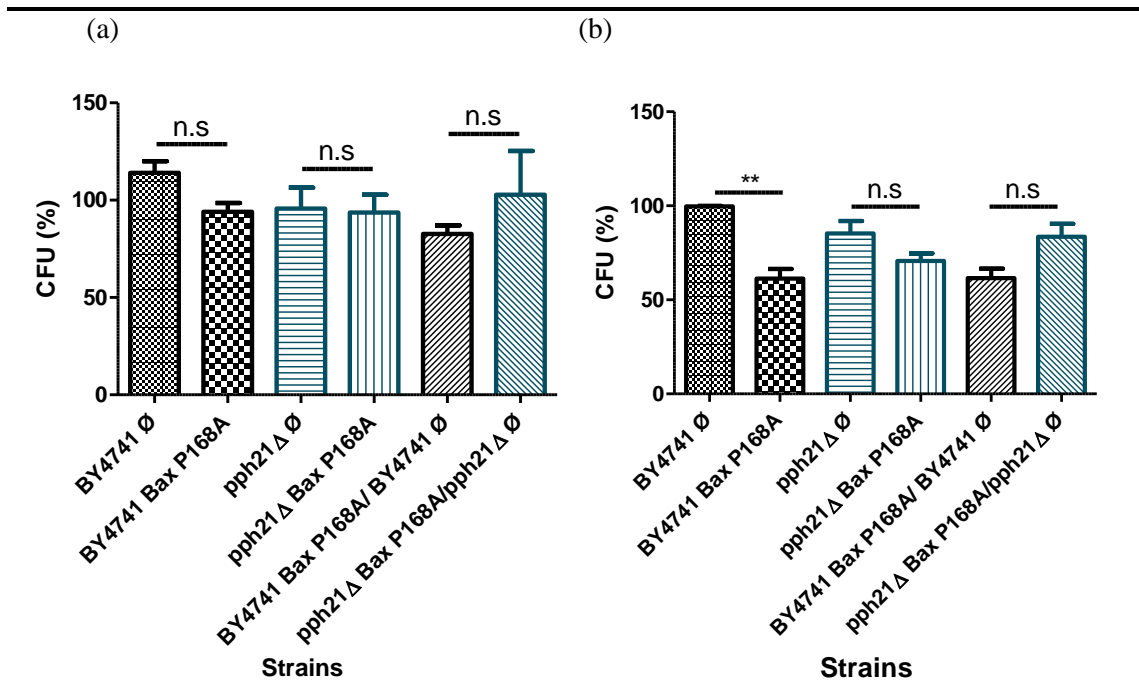 (a)
150
100
50
0
CFU (%)
n.s
n.s
n.s
BY4741 Ø
BY4741 Bax P168A
pph21Δ Ø
pph21Δ Bax P168A
BY4741 Bax P168A/ BY4741 Ø
pph21Δ Bax P168A/pph21Δ Ø
Strains
(b)
150
100
50
0
CFU (%)
**
n.s
n.s
BY4741 Ø
BY4741 Bax P168A
pph21Δ Ø
pph21Δ Bax P168A
BY4741 Bax P168A/ BY4741 Ø
pph21Δ Bax P168A/pph21Δ Ø
Strains